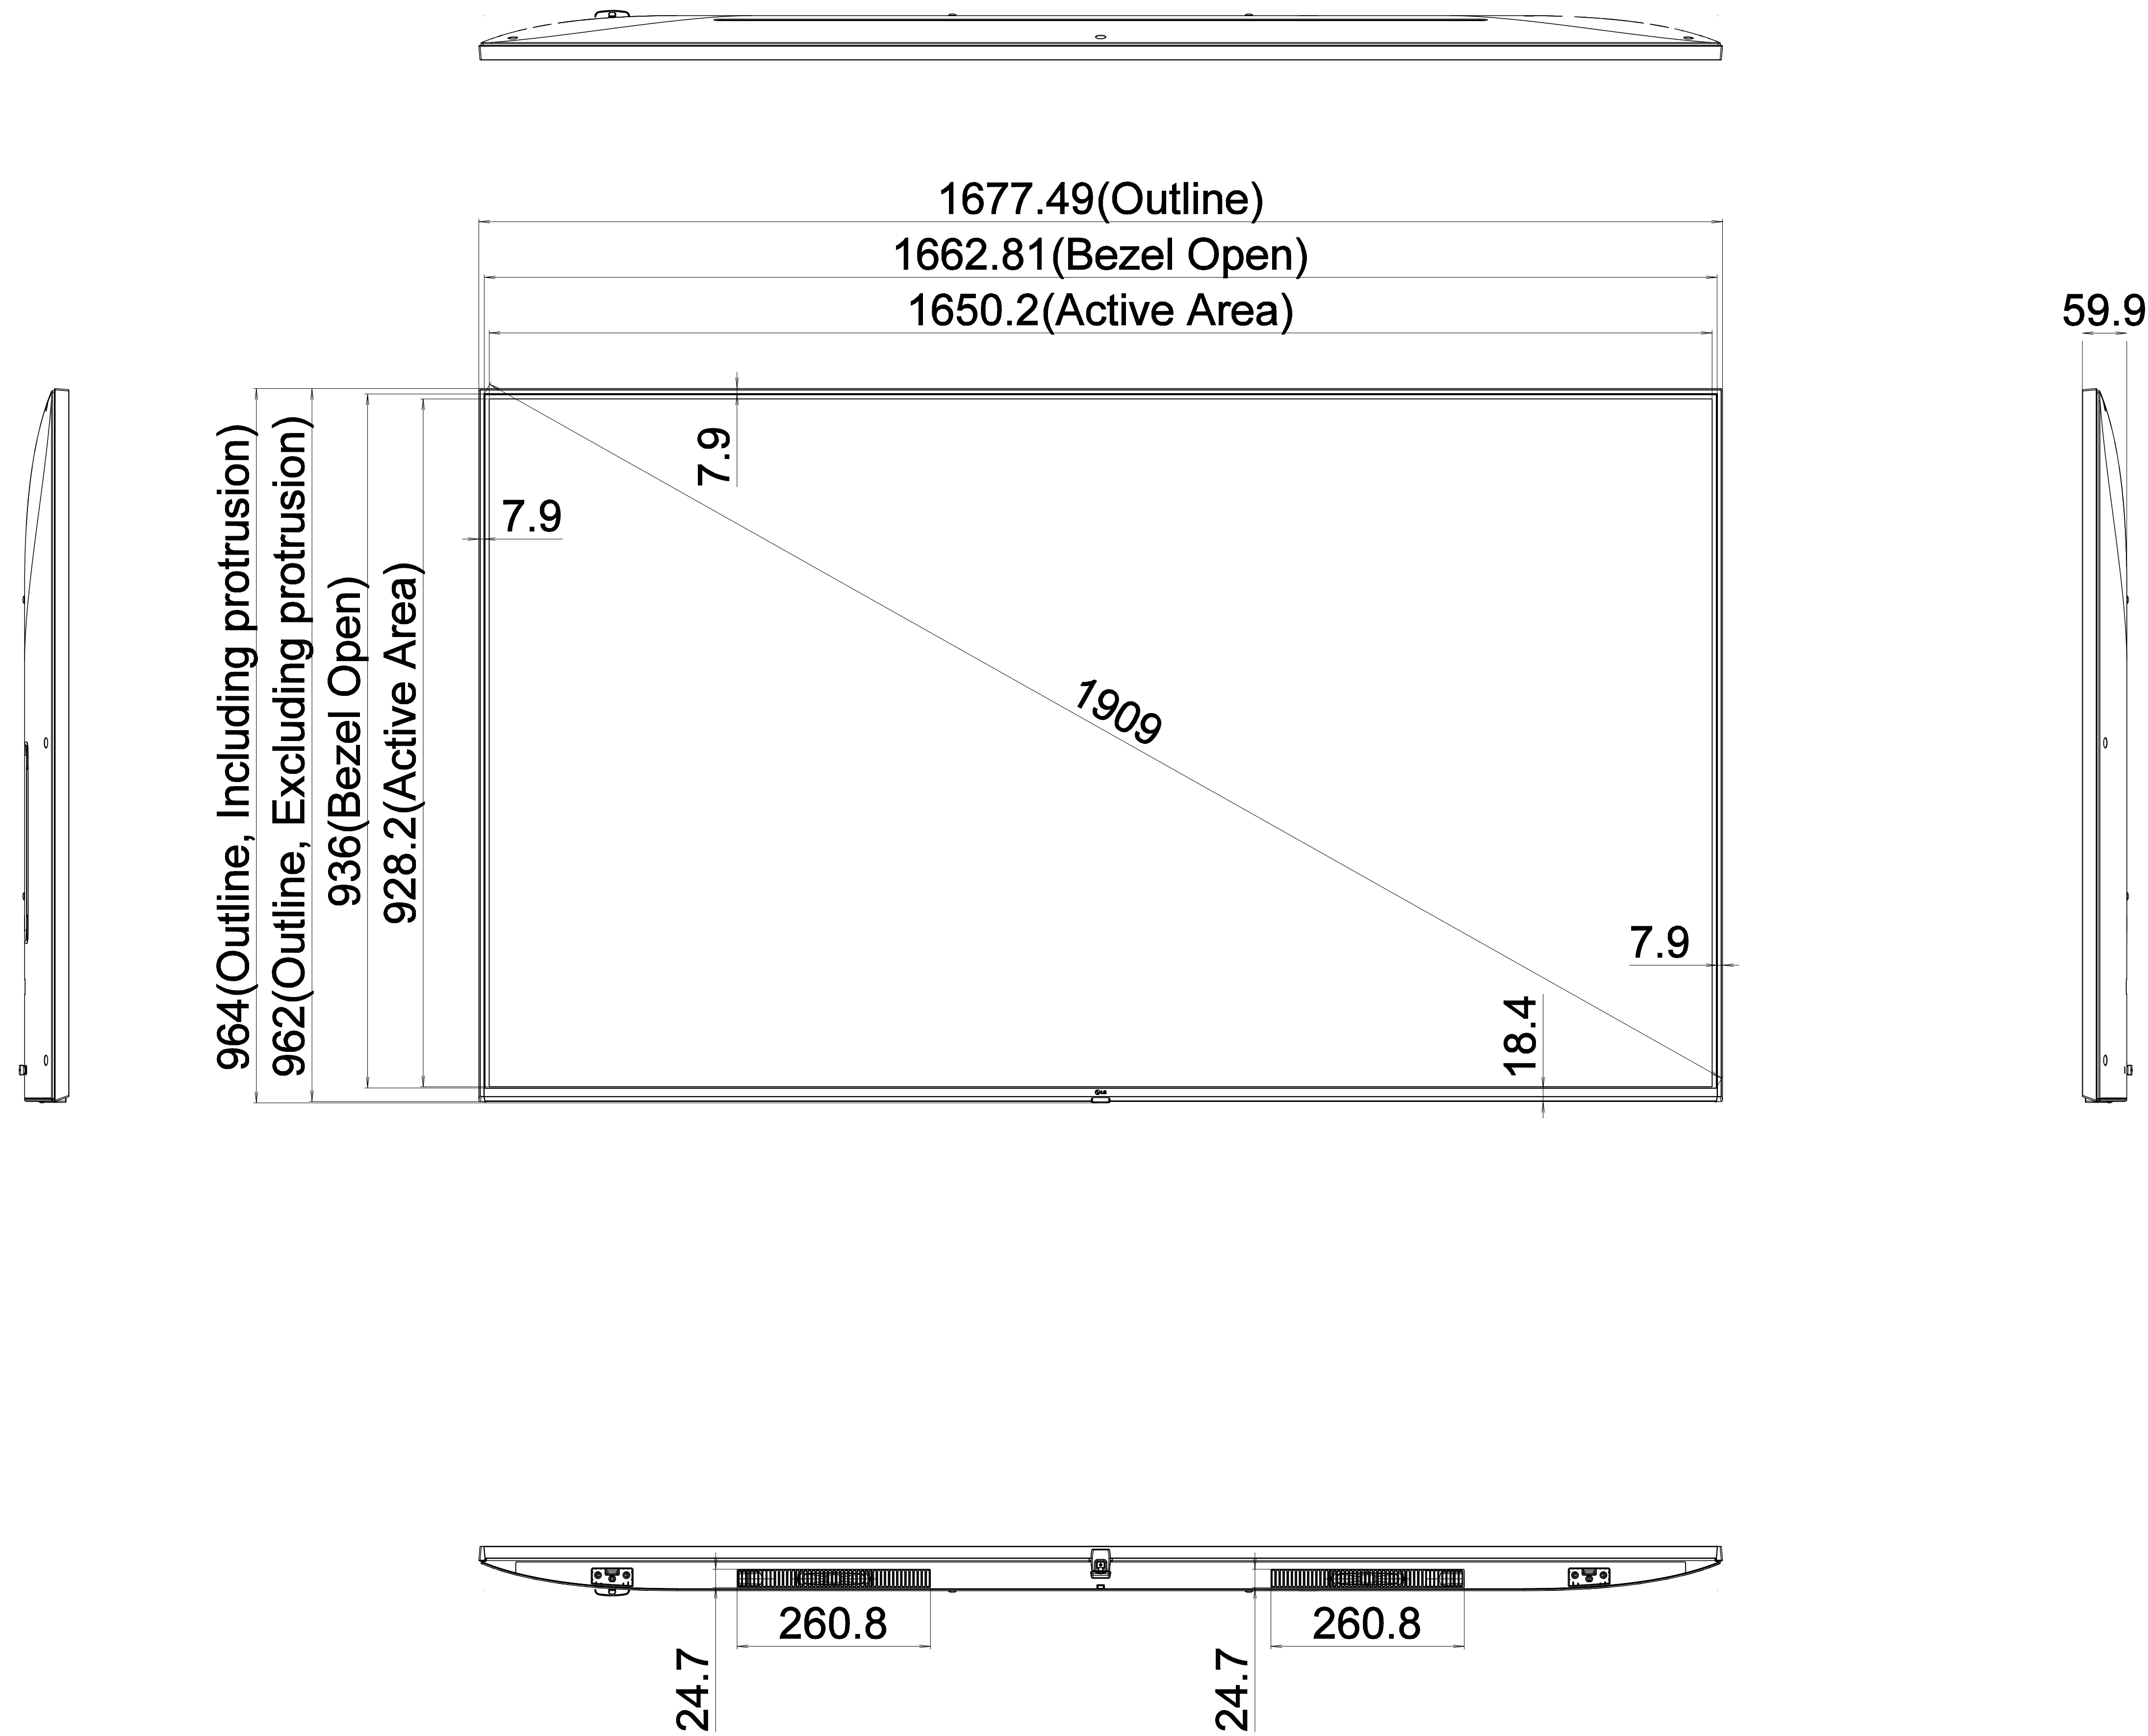 1677.49(Outline)
1662.81(Bezel Open)
1650.2(Active Area)
59.9
964(Outline, Including protrusion)
962(Outline, Excluding protrusion)
936(Bezel Open)
928.2(Active Area)
7.9
7.9
1909
7.9
18.4
LG
260.8
260.8
24.7
24.7